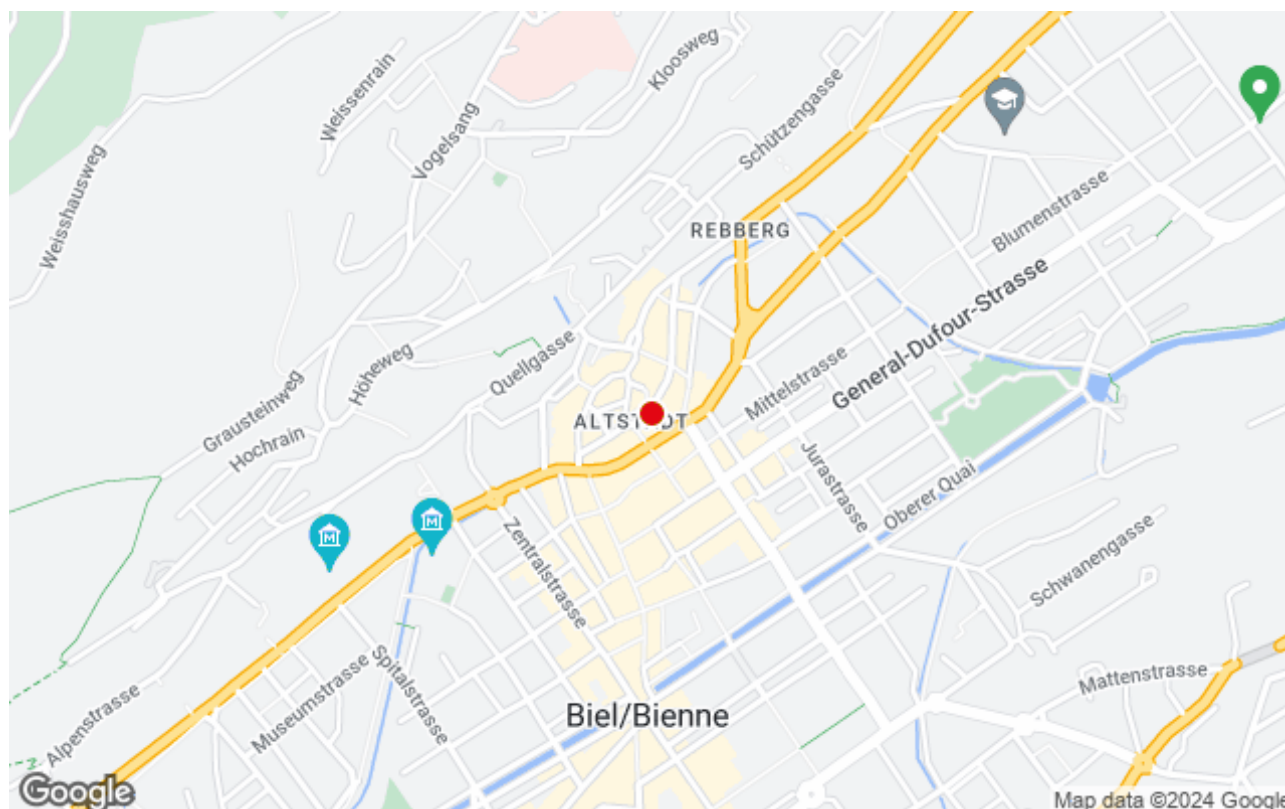 Weissenrain
Kloosweg
Vogelsang
Schützengasse
Weisshausweg
REBBERG
Blumenstrasse
General-Dufour-Strasse
Höheweg
Quellgasse
Mittelstrasse
Grausteinweg
Hochrain
ALTSTADT
Jurastrasse
Oberer Quai
Zentralstrasse
Schwanengasse
Spitalstrasse
Museumstrasse
Alpenstrasse
Mattenstrasse
Biel/Bienne
Google
Map data ©2024 Google